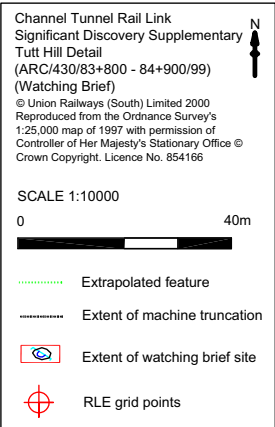 Channel Tunnel Rail Link
N
Significant Discovery Supplementary
Tutt Hill Detail
(ARC/430/83+800 - 84+900/99)
(Watching Brief)
© Union Railways (South) Limited 2000
Reproduced from the Ordnance Survey's
1:25,000 map of 1997 with permission of
Controller of Her Majesty's Stationary Office ©
Crown Copyright. Licence No. 854166
SCALE 1:10000
0 40m
Extrapolated feature
Extent of machine truncation
Extent of watching brief site
RLE grid points